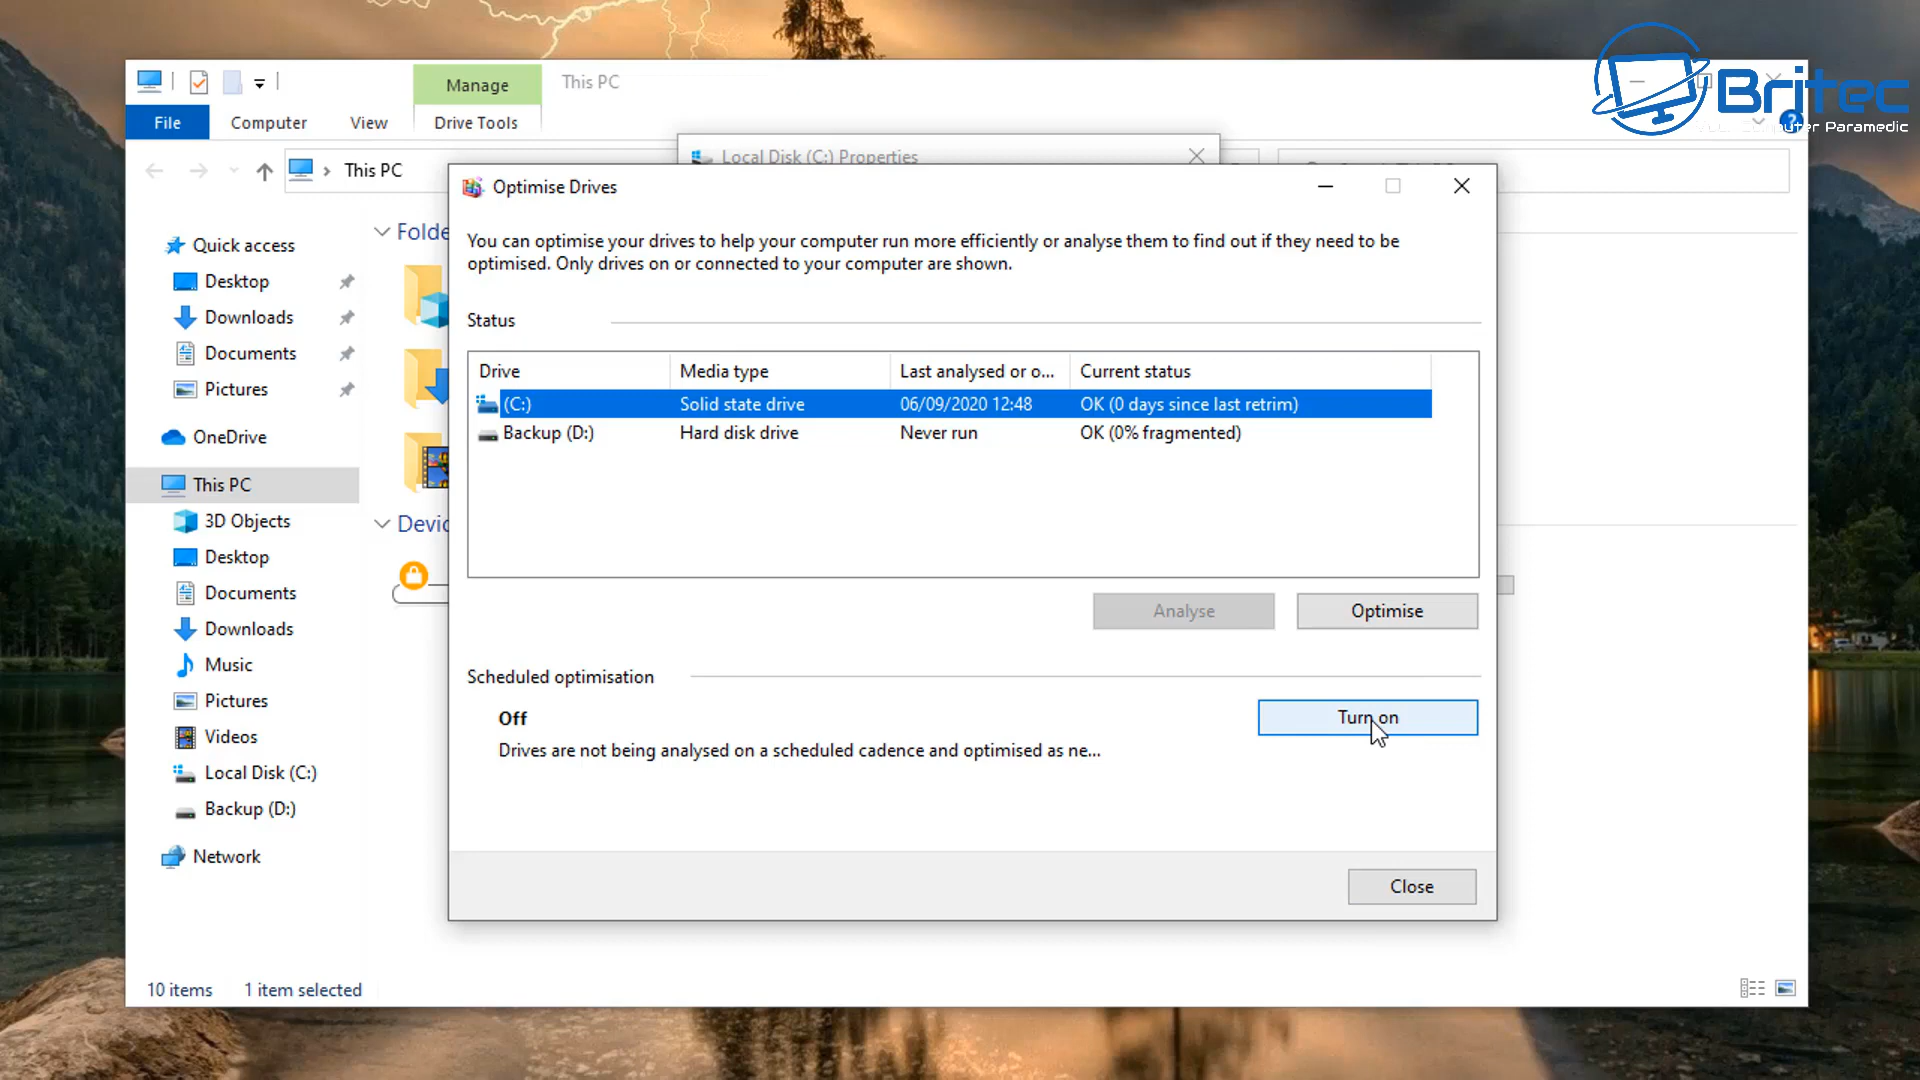 Manage
This PC
File
Computer
View
Drive Tools
Britec
Your Computer Paramedic
This PC
Local Disk (C:) Properties
Optimise Drives
You can optimise your drives to help your computer run more efficiently or analyse them to find out if they need to be
optimised. Only drives on or connected to your computer are shown.
Status
Drive
Media type
Last analysed or o...
Current status
(C:)
Solid state drive
06/09/2020 12:48
OK (0 days since last retrim)
Backup (D:)
Hard disk drive
Never run
OK (0% fragmented)
Analyse
Optimise
Scheduled optimisation
Off
Turn on
Drives are not being analysed on a scheduled cadence and optimised as ne...
Close
Quick access
Desktop
Downloads
Documents
Pictures
OneDrive
This PC
3D Objects
Desktop
Documents
Downloads
Music
Pictures
Videos
Local Disk (C:)
Backup (D:)
Network
Folde
Devic
10 items
1 item selected